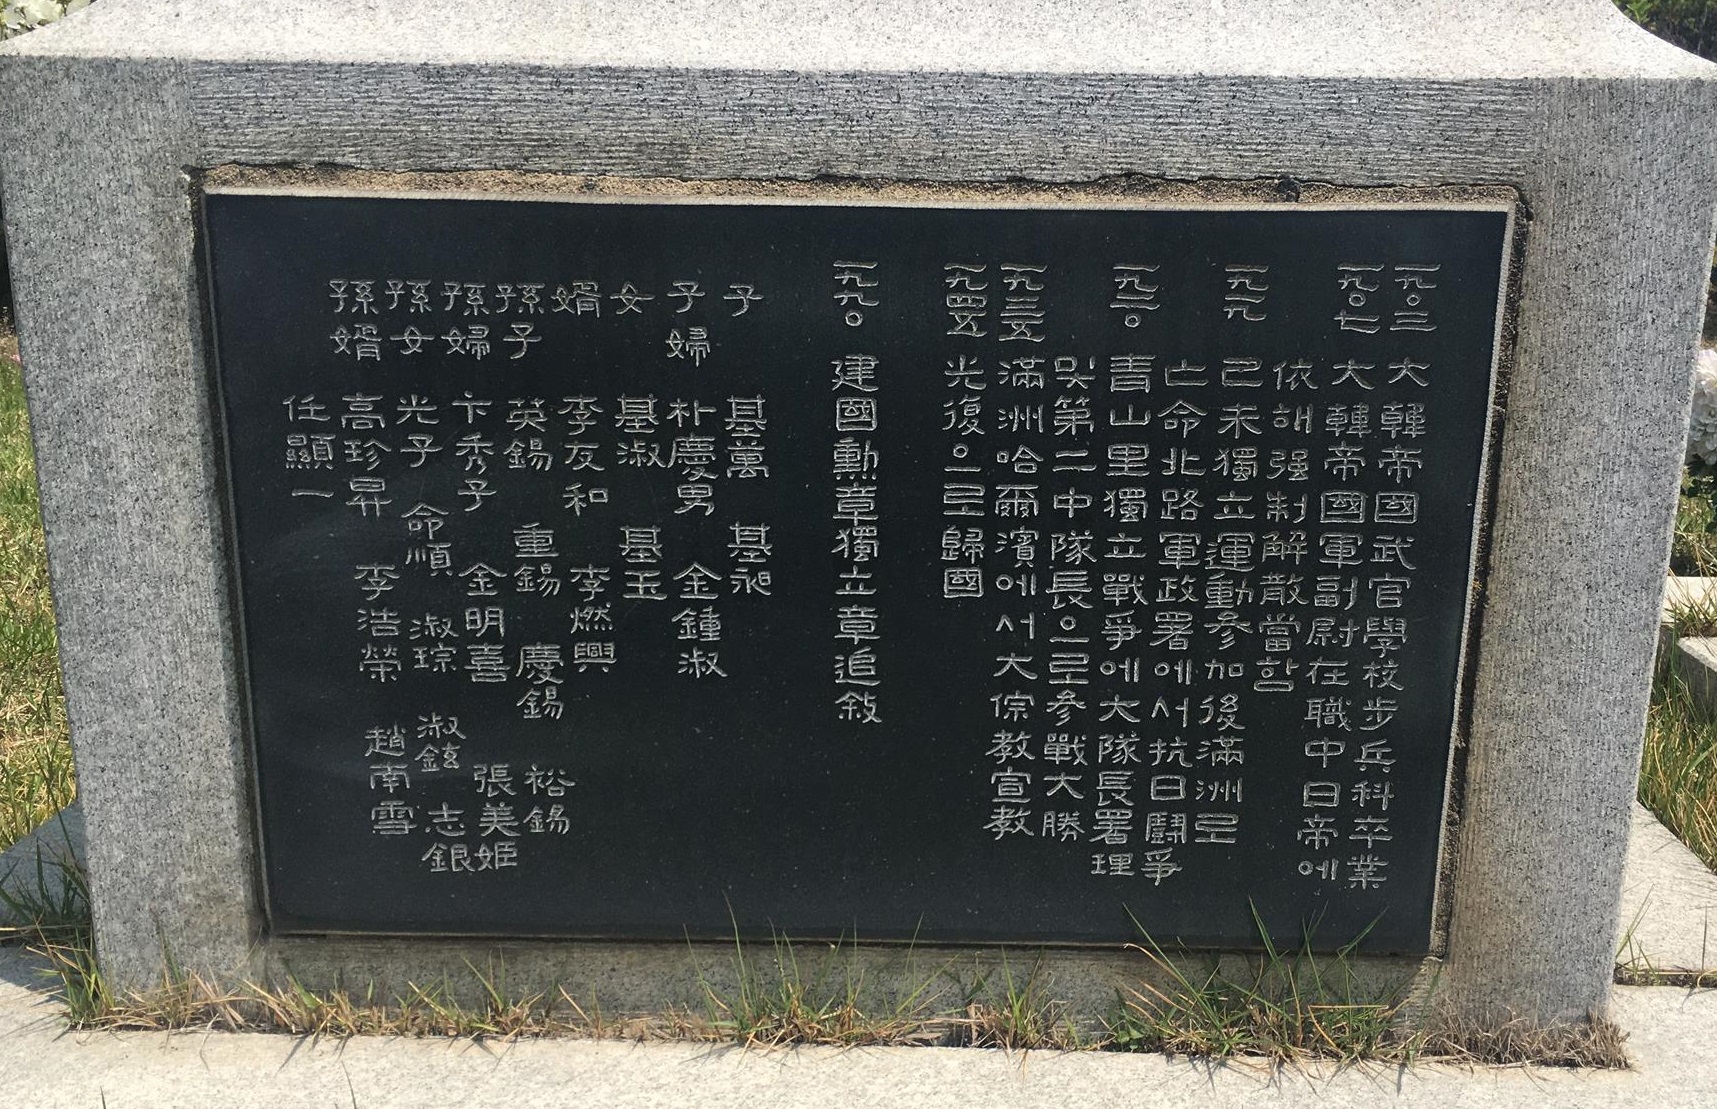 一九〇三 大韓帝國武官學校步兵科卒業
一九〇七 大韓帝國軍副尉在職中日帝에
依해强制解散當함
一九一九 己未獨立運動参加後滿洲로
亡命北路軍政署에서抗日鬪爭
一九二〇 青山里獨立戰爭에大隊長署理
및第二中隊長으로参戰大勝
一九三五 滿洲哈爾濱에서大倧教宣教
一九四五 光復으로歸國
一九九〇 建國勳章獨立章追敍
子 基萬 基昶
子婦 朴慶男 金鍾淑
女 基淑 基玉
婿 李友和 李燃興
孫子 英錫 重錫 慶錫 裕錫
孫婦 卞秀子 金明喜 張美姬
孫女 光子 命順 淑琮 淑鉉 志銀
孫婿 高珍昇 李浩榮 趙南雪
任顯一